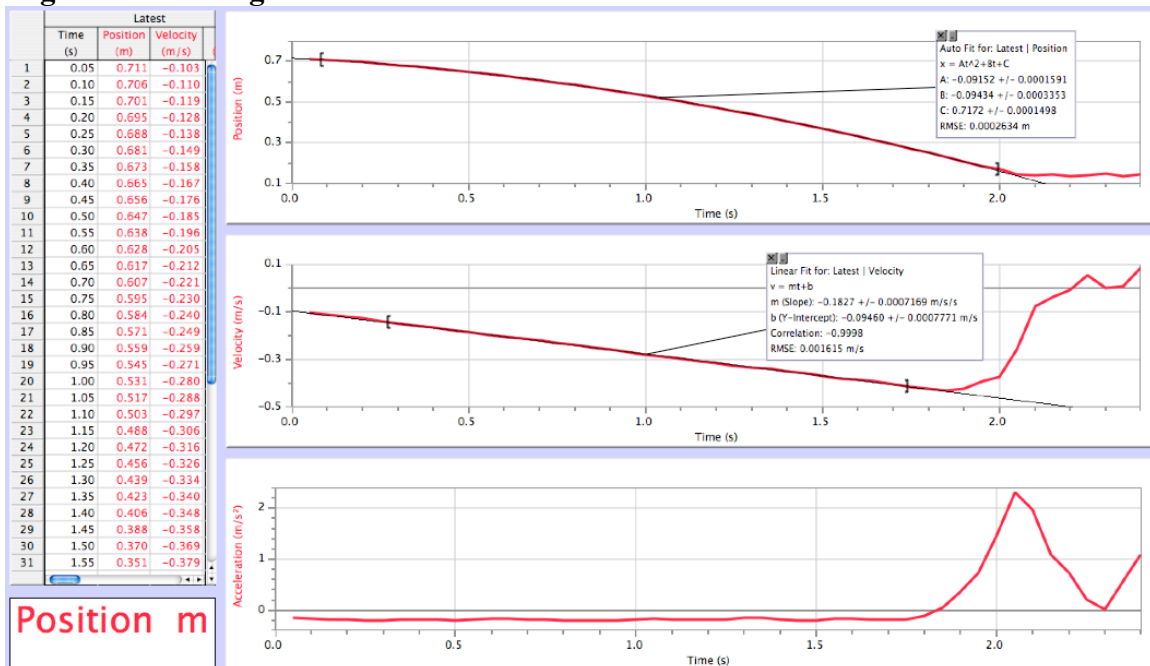 Latest
Time Position Velocity
(s) (m) (m/s)
1 0.05 0.711 −0.103
2 0.10 0.706 −0.110
3 0.15 0.701 −0.119
4 0.20 0.695 −0.128
5 0.25 0.688 −0.138
6 0.30 0.681 −0.149
7 0.35 0.673 −0.158
8 0.40 0.665 −0.167
9 0.45 0.656 −0.176
10 0.50 0.647 −0.185
11 0.55 0.638 −0.196
12 0.60 0.628 −0.205
13 0.65 0.617 −0.212
14 0.70 0.607 −0.221
15 0.75 0.595 −0.230
16 0.80 0.584 −0.240
17 0.85 0.571 −0.249
18 0.90 0.559 −0.259
19 0.95 0.545 −0.271
20 1.00 0.531 −0.280
21 1.05 0.517 −0.288
22 1.10 0.503 −0.297
23 1.15 0.488 −0.306
24 1.20 0.472 −0.316
25 1.25 0.456 −0.326
26 1.30 0.439 −0.334
27 1.35 0.423 −0.340
28 1.40 0.406 −0.348
29 1.45 0.388 −0.358
30 1.50 0.370 −0.369
31 1.55 0.351 −0.379
Position m
Position (m)
0.7
0.5
0.3
0.1
0.0 0.5 1.0 1.5 2.0
Time (s)
Auto Fit for: Latest | Position
x = At^2+Bt+C
A: −0.09152 +/− 0.0001591
B: −0.09434 +/− 0.0003353
C: 0.7172 +/− 0.0001498
RMSE: 0.0002634 m
Velocity (m/s)
0.1
−0.1
−0.3
−0.5
0.0 0.5 1.0 1.5 2.0
Time (s)
Linear Fit for: Latest | Velocity
v = mt+b
m (Slope): −0.1827 +/− 0.0007169 m/s/s
b (Y-Intercept): −0.09460 +/− 0.0007771 m/s
Correlation: −0.9998
RMSE: 0.001615 m/s
Acceleration (m/s²)
2
1
0
0.0 0.5 1.0 1.5 2.0
Time (s)